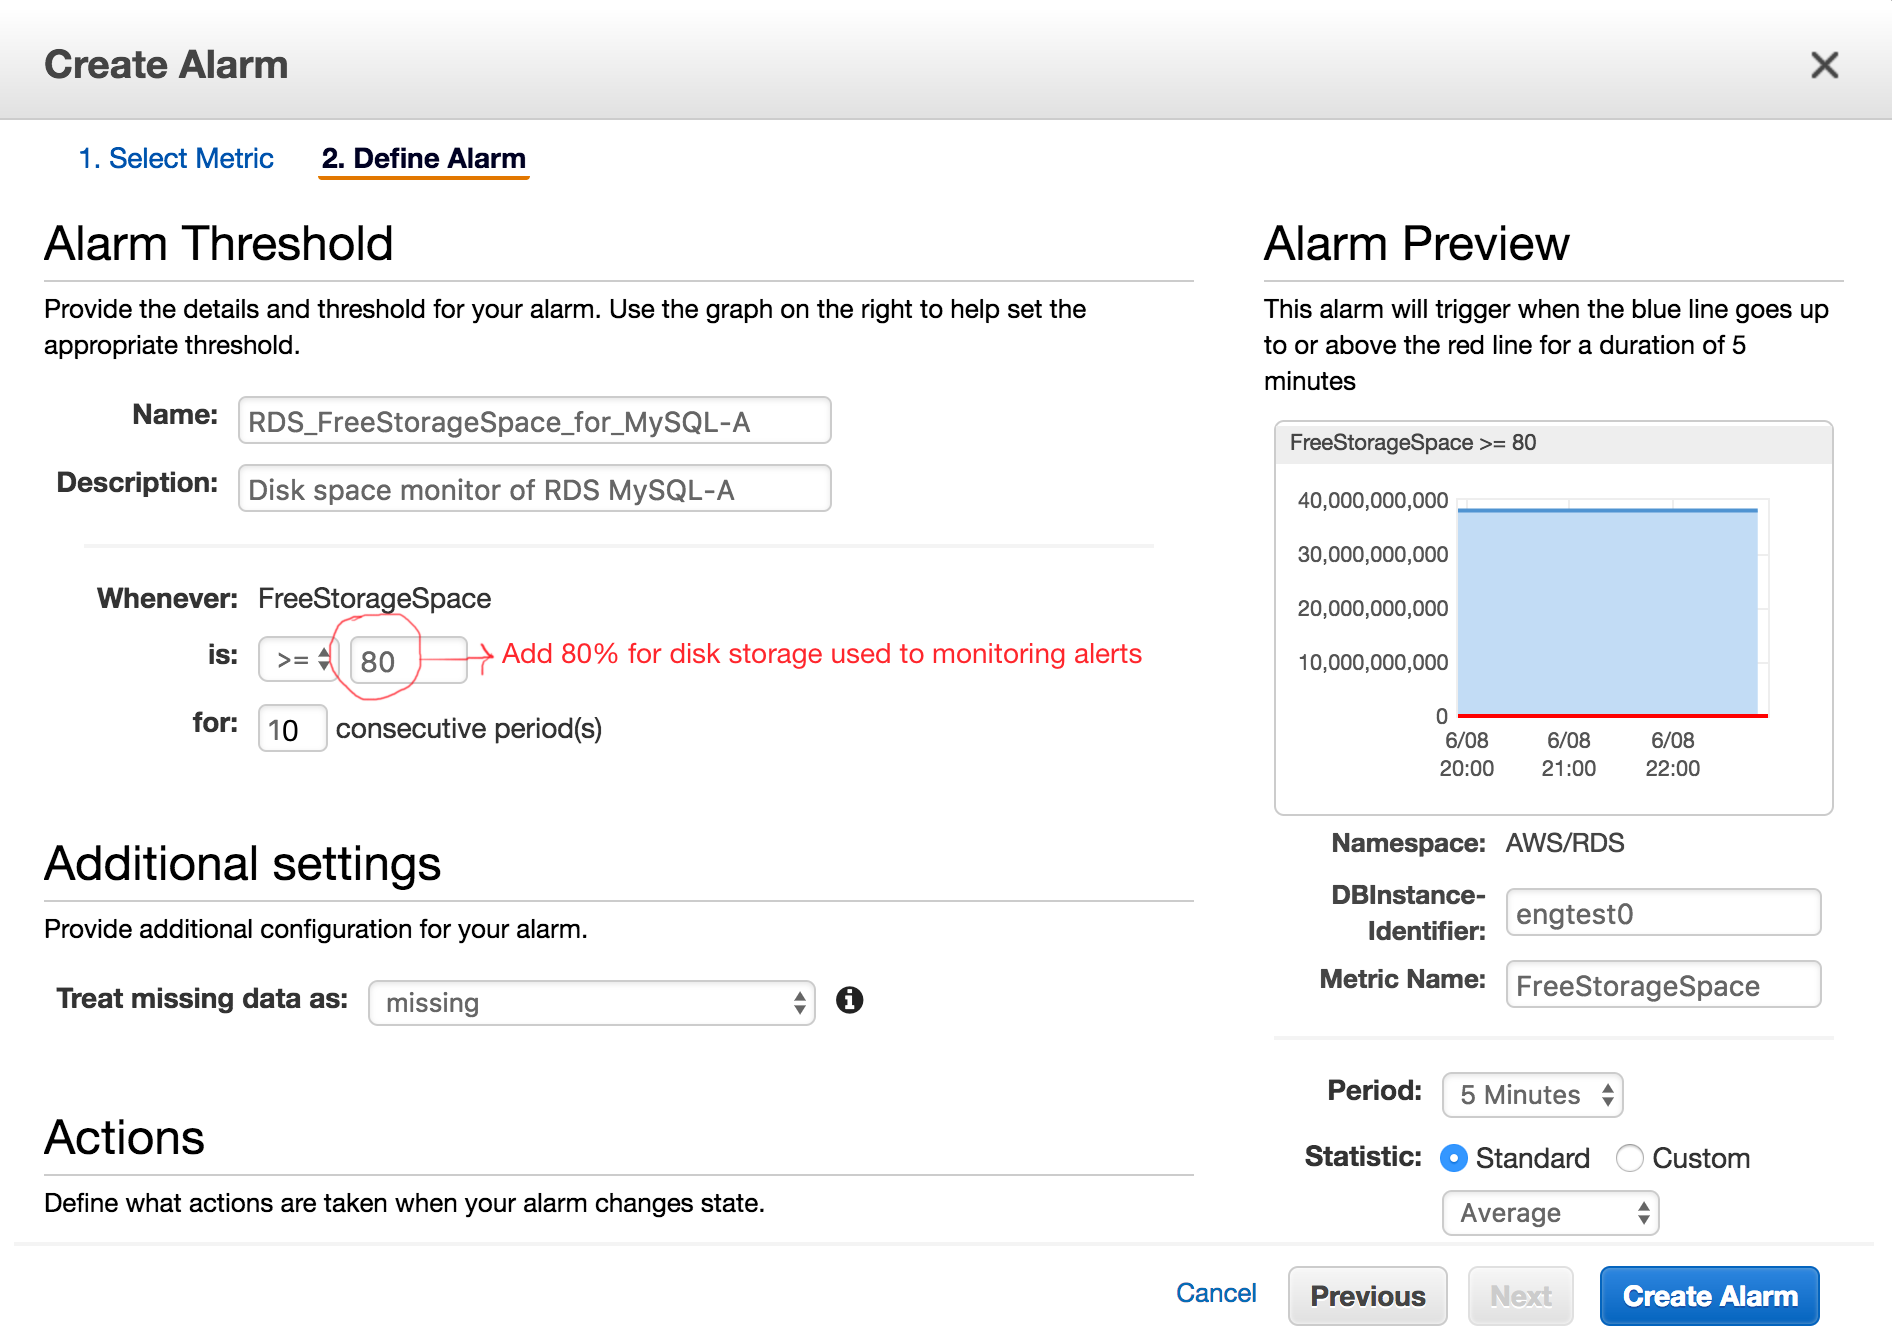 Create Alarm
1. Select Metric
2. Define Alarm
Alarm Threshold
Provide the details and threshold for your alarm. Use the graph on the right to help set the
appropriate threshold.
Name: RDS_FreeStorageSpace_for_MySQL-A
Description: Disk space monitor of RDS MySQL-A
Whenever: FreeStorageSpace
is: >= 80 Add 80% for disk storage used to monitoring alerts
for: 10 consecutive period(s)
Additional settings
Provide additional configuration for your alarm.
Treat missing data as: missing
Actions
Define what actions are taken when your alarm changes state.
Alarm Preview
This alarm will trigger when the blue line goes up
to or above the red line for a duration of 5
minutes
FreeStorageSpace >= 80
40,000,000,000
30,000,000,000
20,000,000,000
10,000,000,000
0
6/08 6/08 6/08
20:00 21:00 22:00
Namespace: AWS/RDS
DBInstance-
Identifier: engtest0
Metric Name: FreeStorageSpace
Period: 5 Minutes
Statistic: Standard Custom
Average
Cancel Previous Next Create Alarm